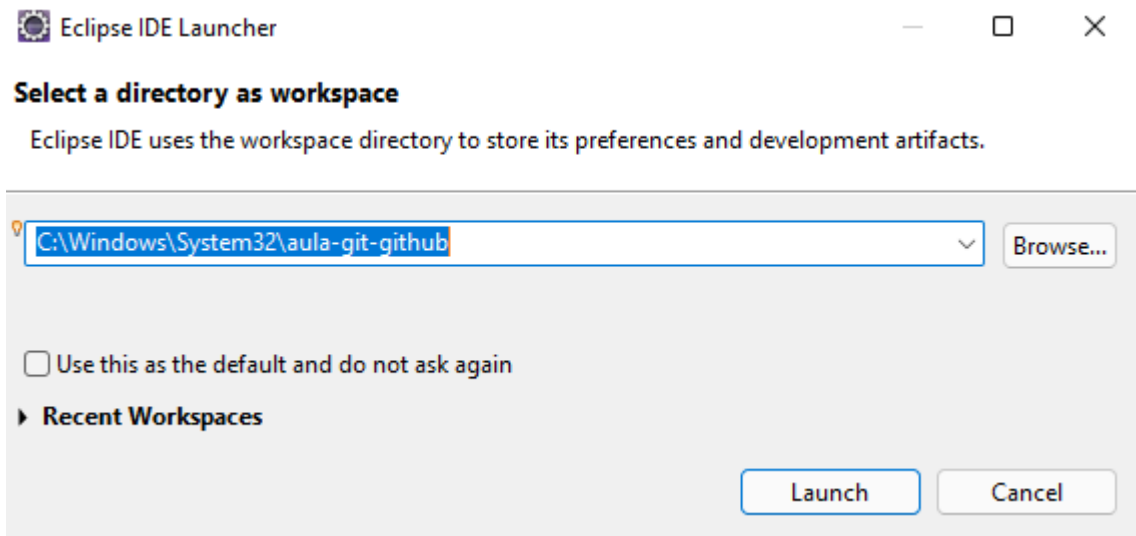 Eclipse IDE Launcher
Select a directory as workspace
Eclipse IDE uses the workspace directory to store its preferences and development artifacts.
C:\Windows\System32\aula-git-github
Browse...
Use this as the default and do not ask again
Recent Workspaces
Launch Cancel